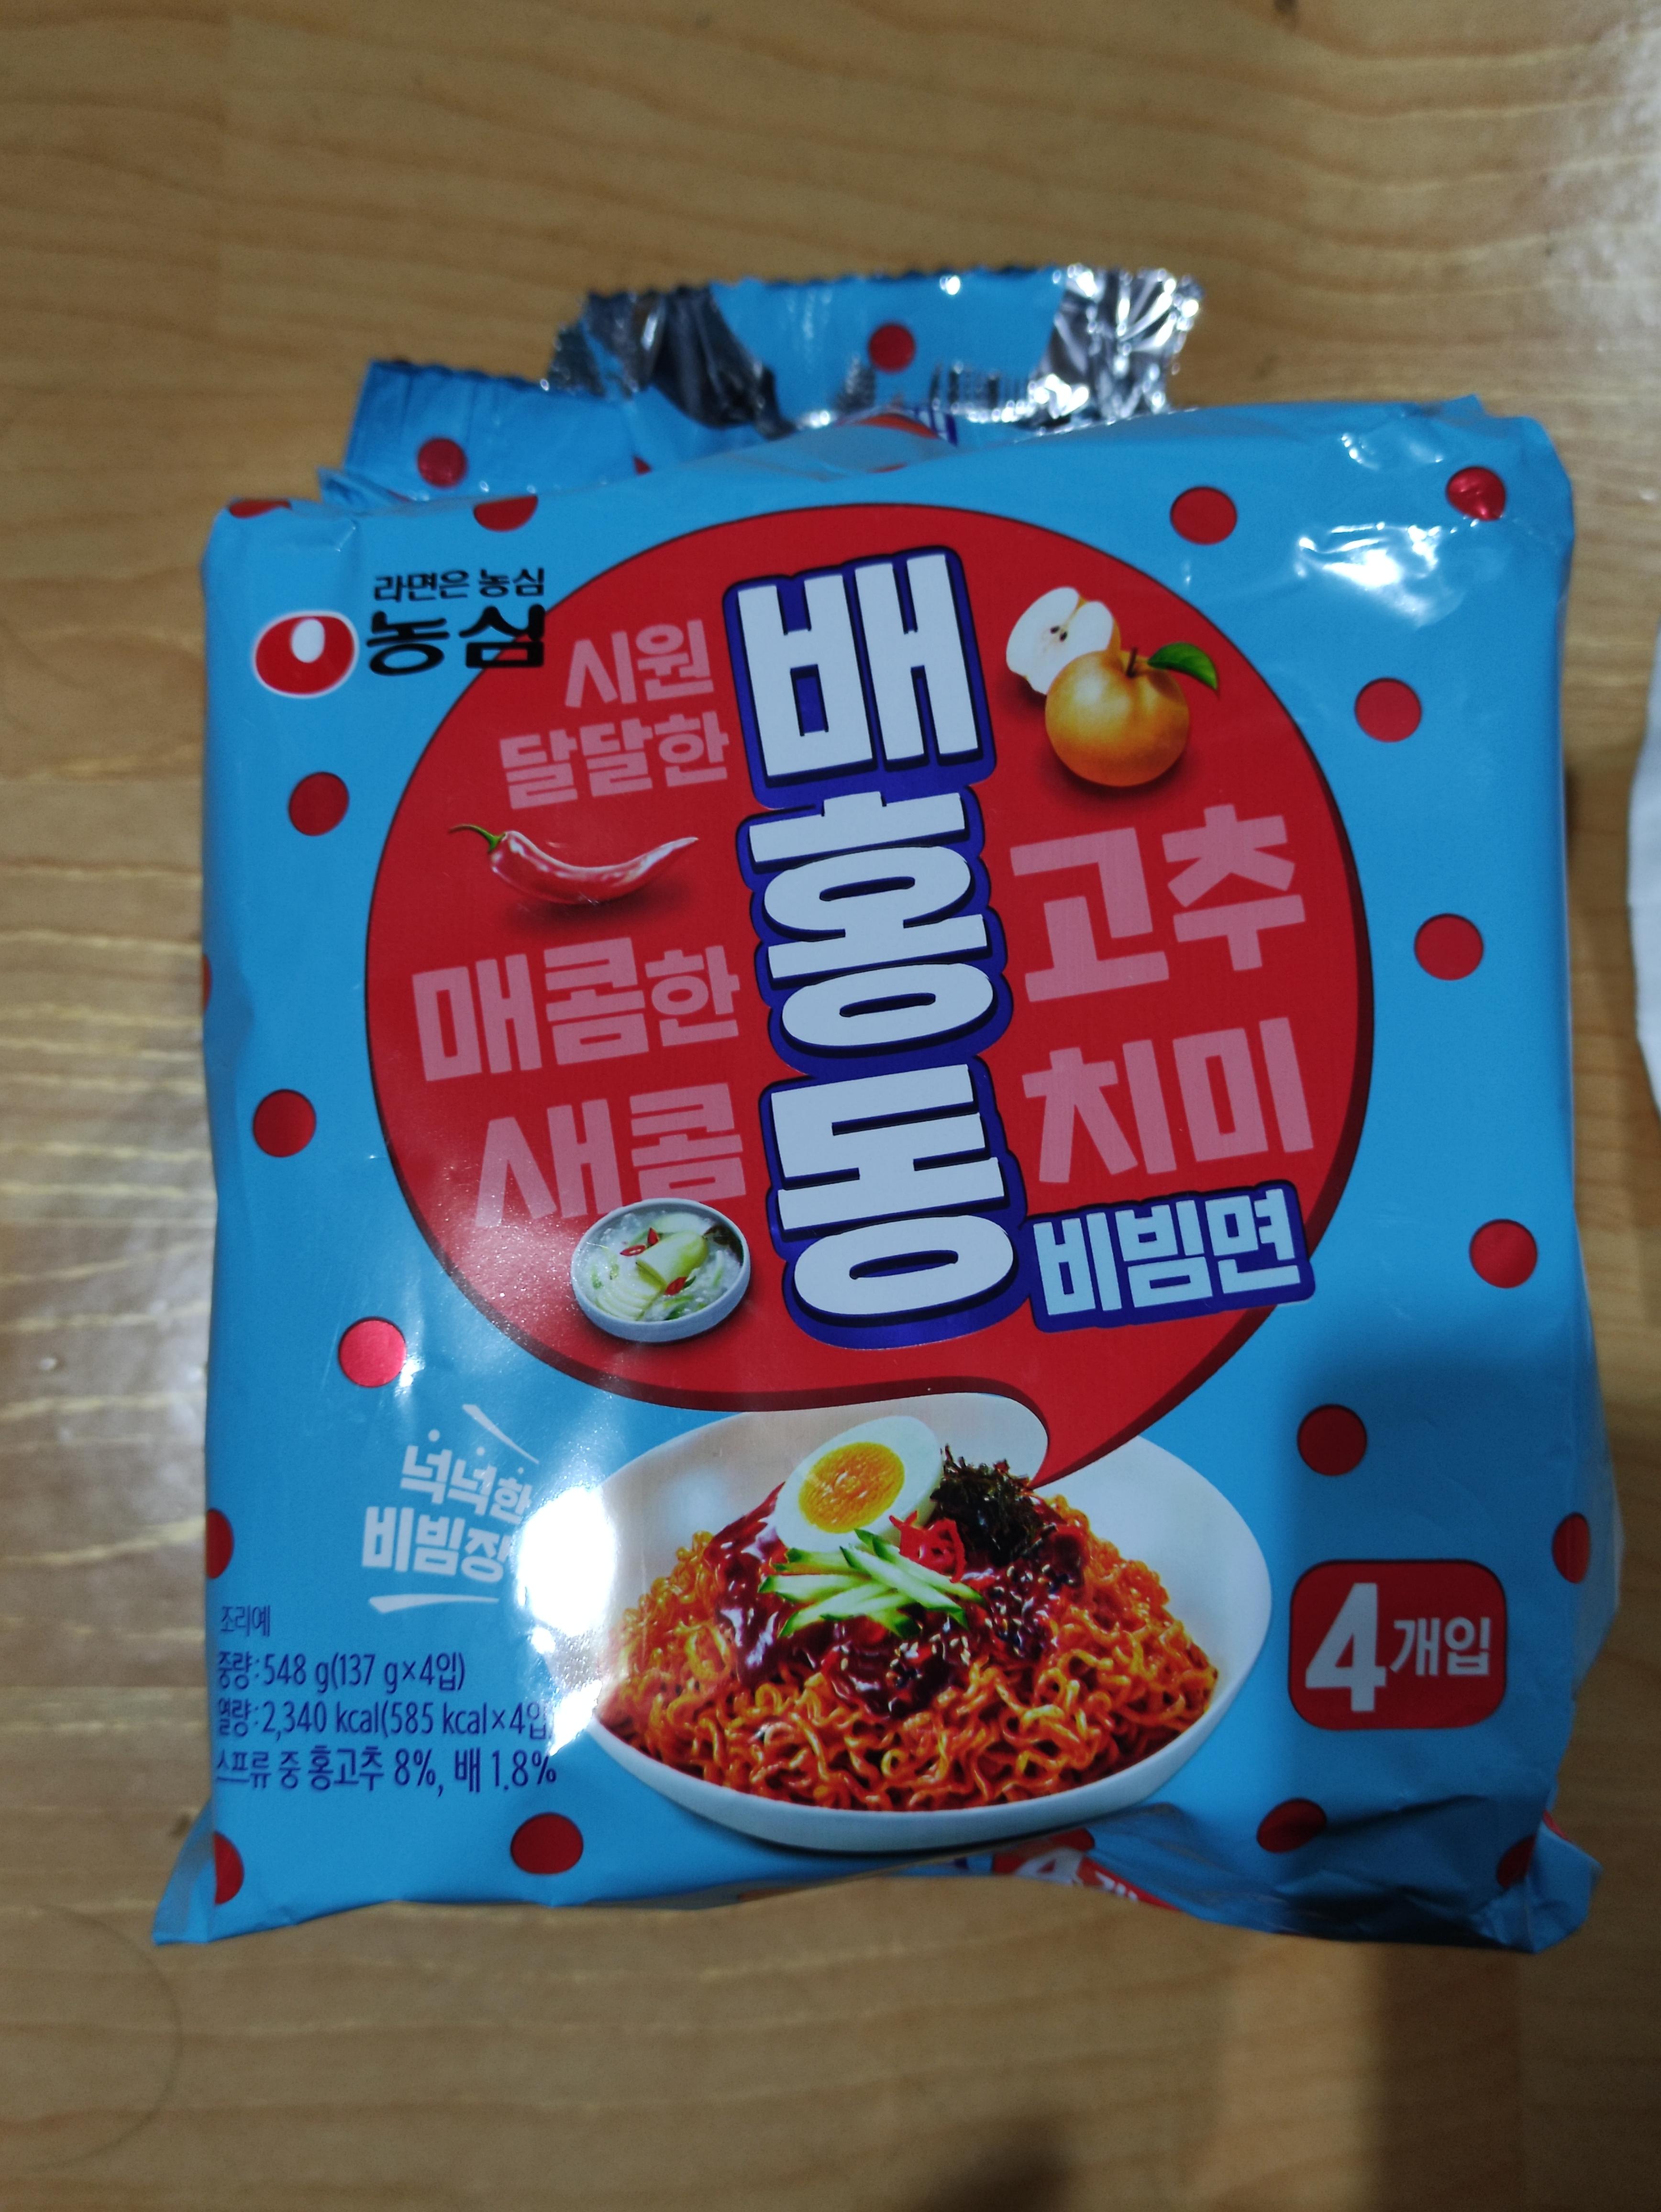 라면은 농심
농심
시원
달달한
배
매콤한
홍
고추
새콤
동
치미
비빔면
넉넉한
비빔장
조리예
중량:548 g(137 g×4입)
열량:2,340 kcal(585 kcal×4입
스프류 중 홍고추 8%, 배 1.8%
4개입